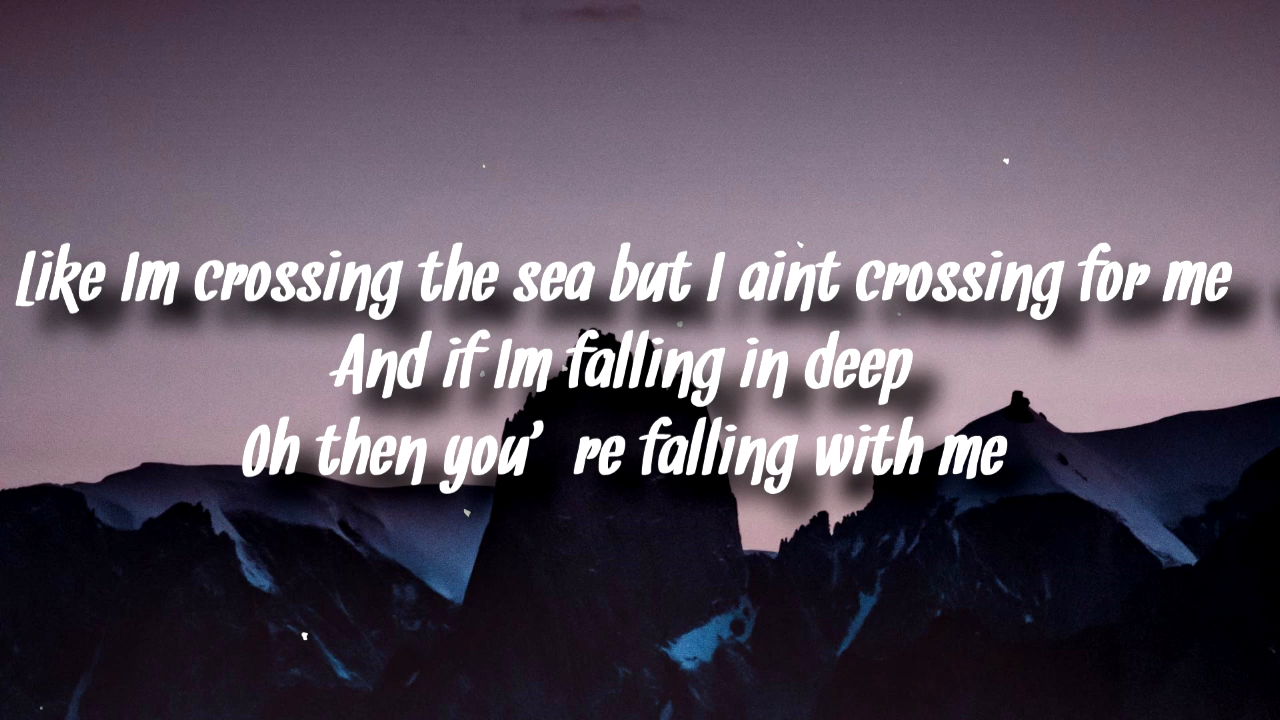 Like Im crossing the sea but I aint crossing for me
And if Im falling in deep
Oh then you’ re falling with me